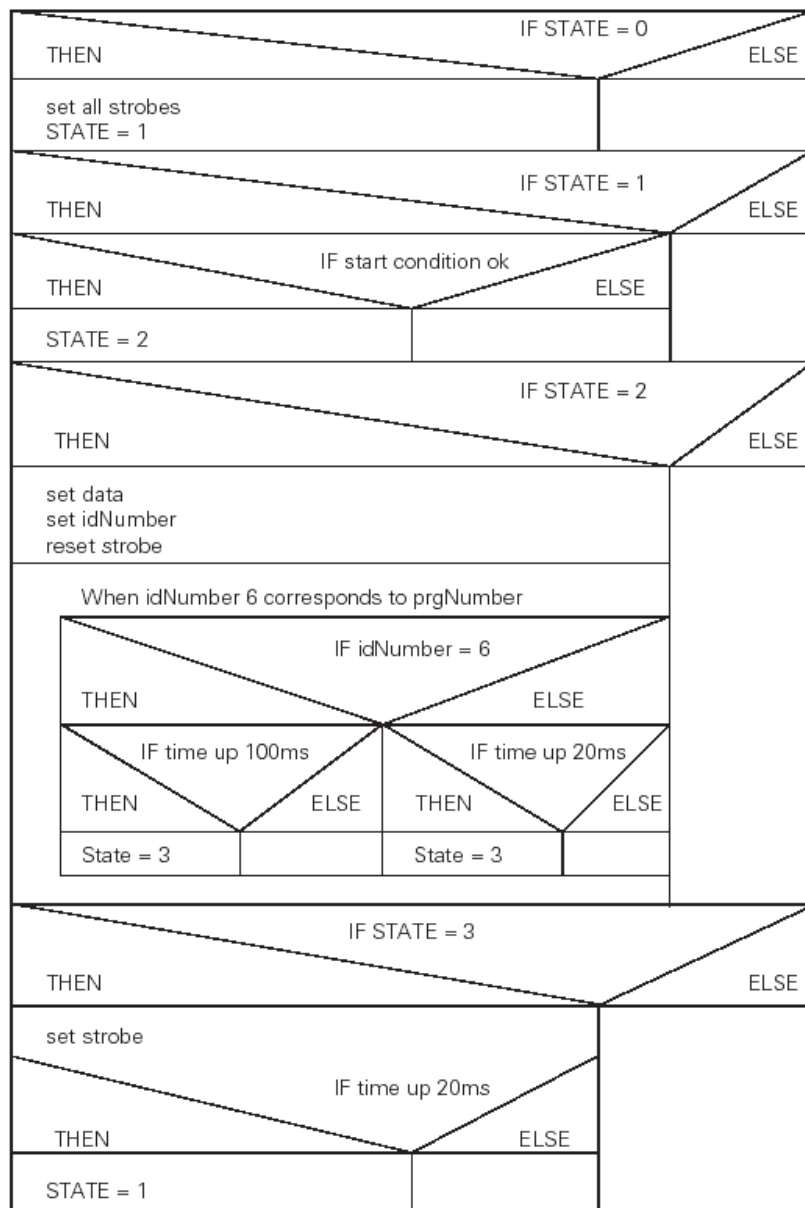 IF STATE = 0
THEN
ELSE
set all strobes
STATE = 1
IF STATE = 1
THEN
ELSE
IF start condition ok
THEN
ELSE
STATE = 2
IF STATE = 2
THEN
ELSE
set data
set idNumber
reset strobe
When idNumber 6 corresponds to prgNumber
IF idNumber = 6
THEN
ELSE
IF time up 100ms
IF time up 20ms
THEN
ELSE
THEN
ELSE
State = 3
State = 3
IF STATE = 3
THEN
ELSE
set strobe
IF time up 20ms
THEN
ELSE
STATE = 1